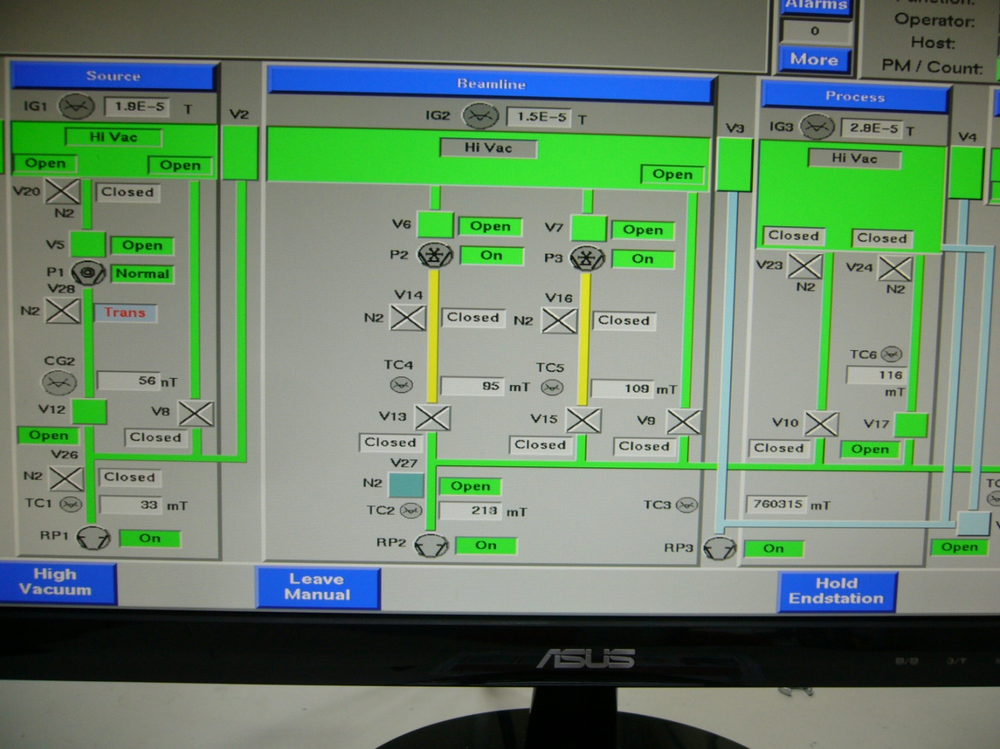 Alarms
0
More
Operator:
Host:
PM / Count:
Source
IG1 1.9E-5 T
Hi Vac
Open Open
V2
V20 Closed
N2
V5 Open
P1 Normal
V28
N2 Trans
CG2
56 mT
V12 V8
Open Closed
V26
N2 Closed
TC1 33 mT
RP1 On
Beamline
IG2 1.5E-5 T
Hi Vac
Open
V3
V6 Open V7 Open
P2 On P3 On
V14 V16
N2 Closed N2 Closed
TC4 TC5
95 mT 109 mT
V13 V15 V9
Closed Closed Closed
V27
N2 Open
TC2 213 mT
TC3 760315 mT
RP2 On
RP3 On
Process
IG3 2.8E-5 T
V4
Hi Vac
Closed Closed
V23 V24
N2 N2
TC6
116
mT
V10 V17
Closed Open
Open
High
Vacuum
Leave
Manual
Hold
Endstation
ASUS